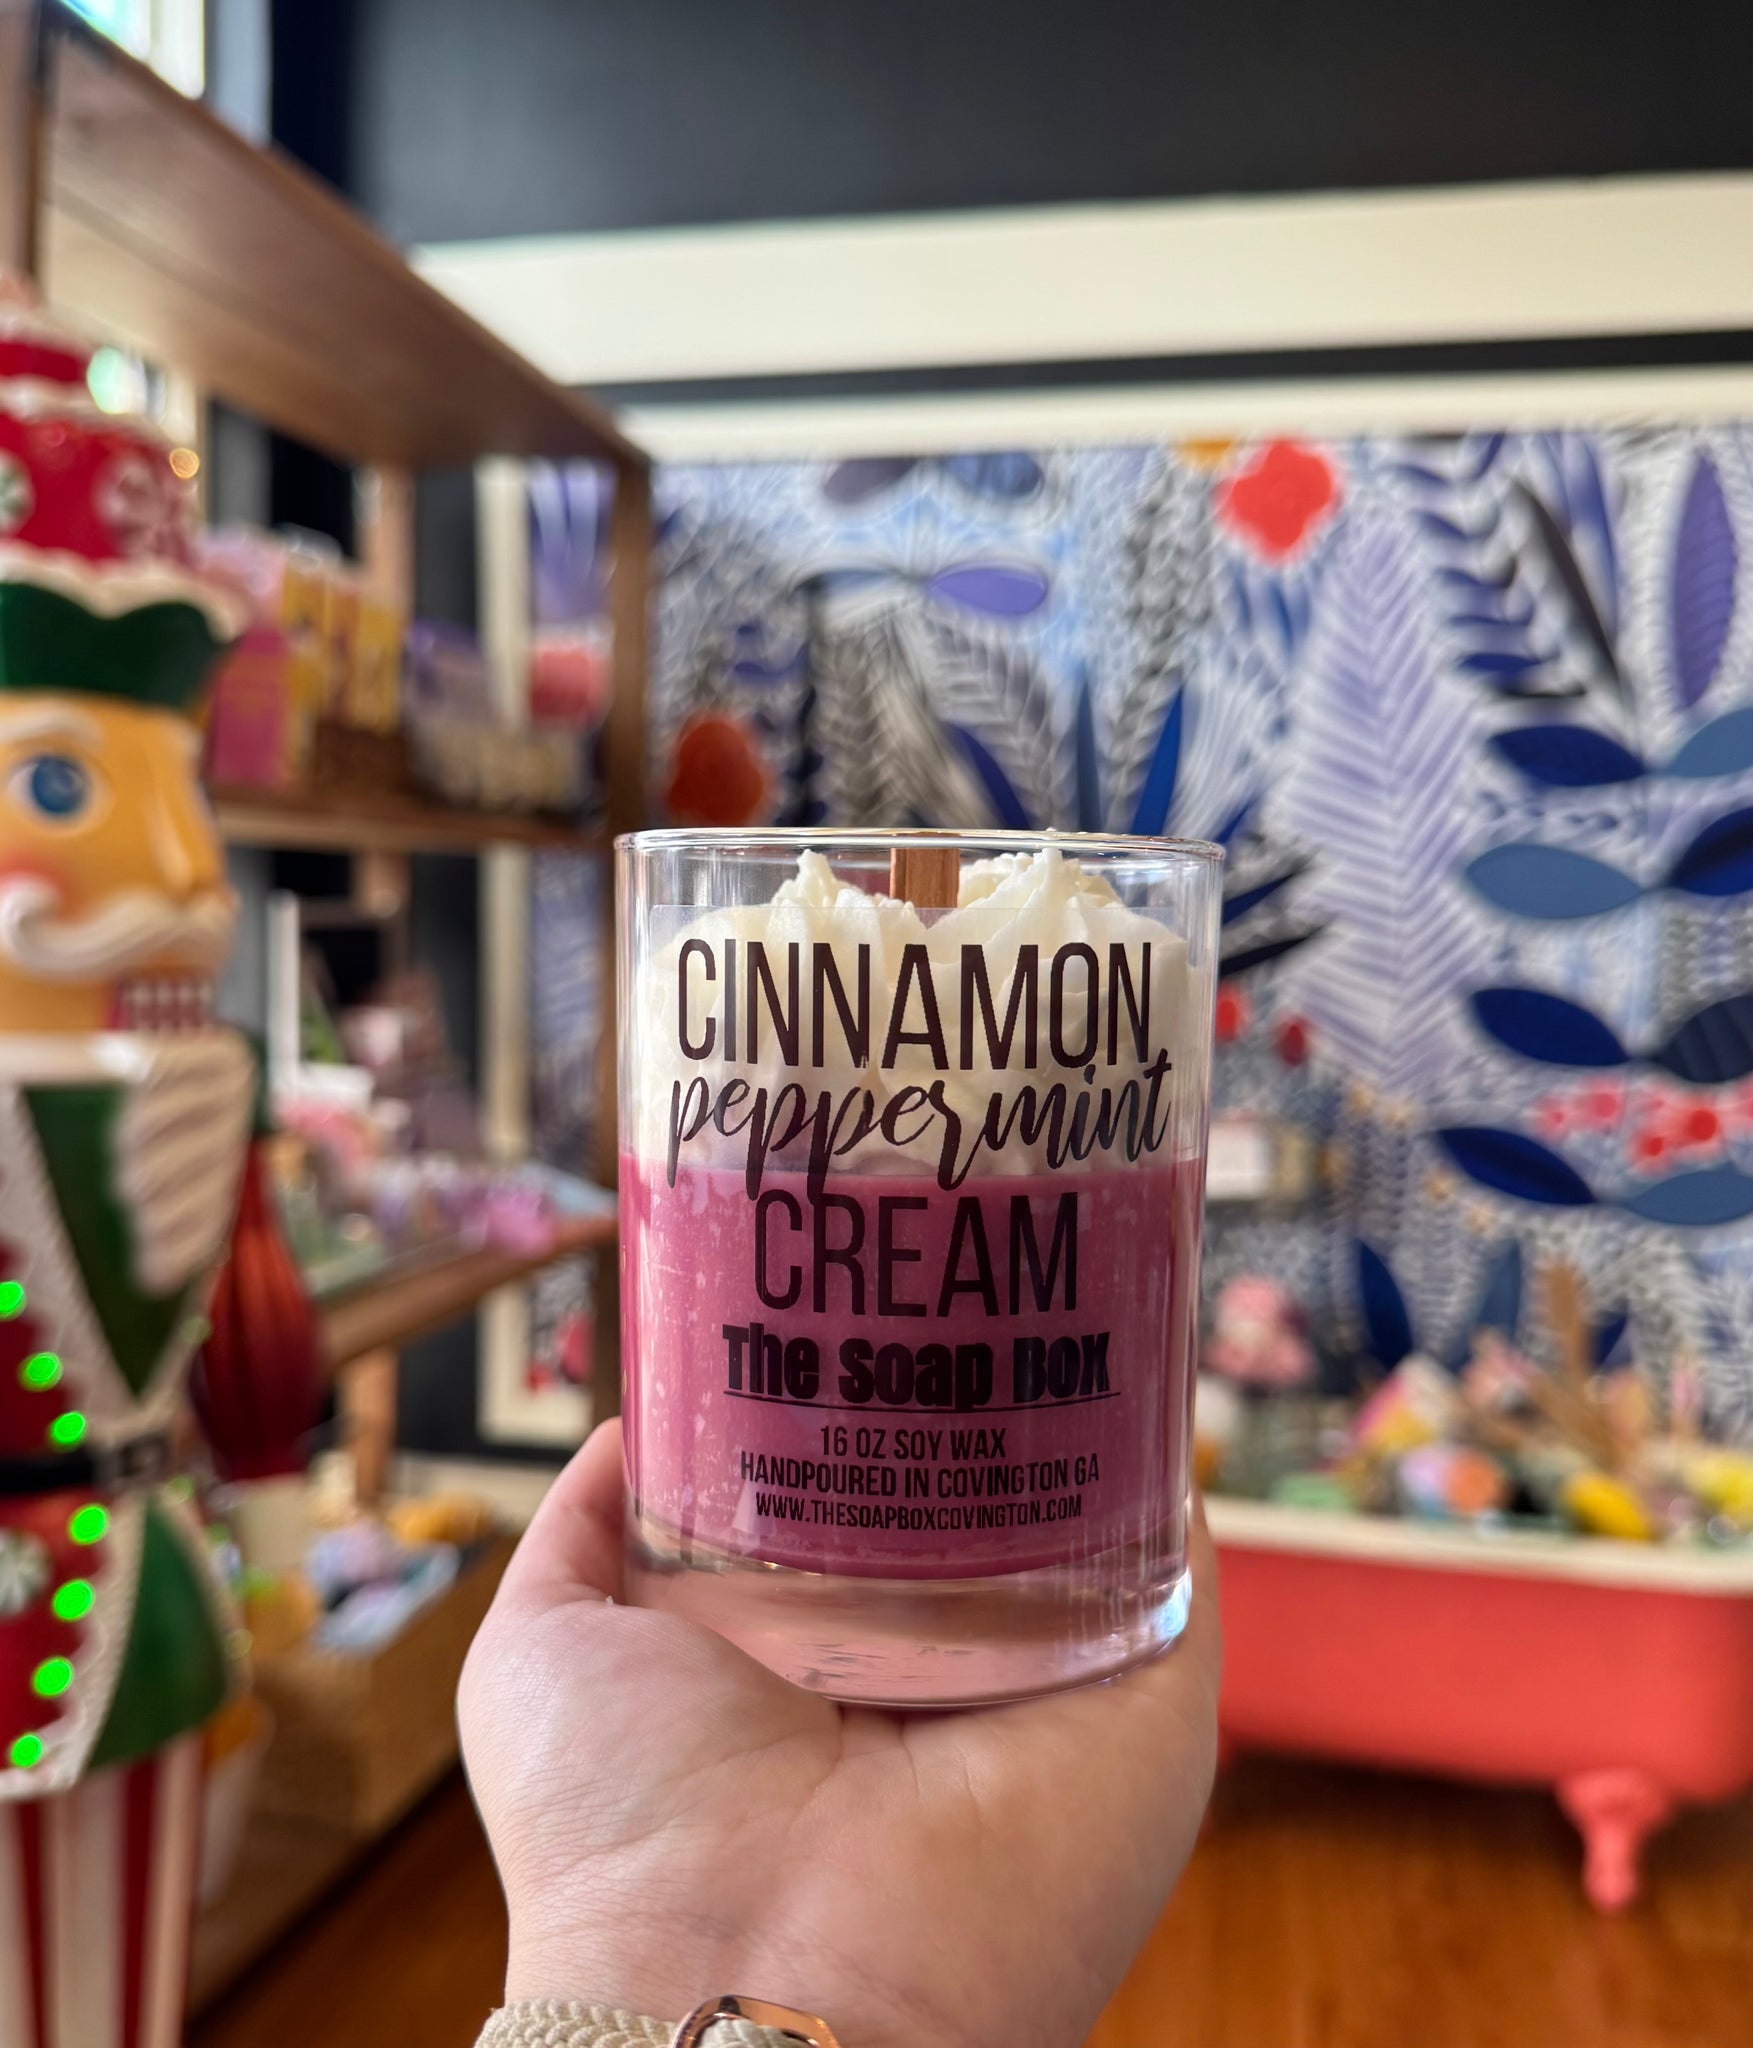 CINNAMON
peppermint
CREAM
The Soap Box
16 OZ SOY WAX
HANDPOURED IN COVINGTON GA
WWW.THESOAPBOXCOVINGTON.COM